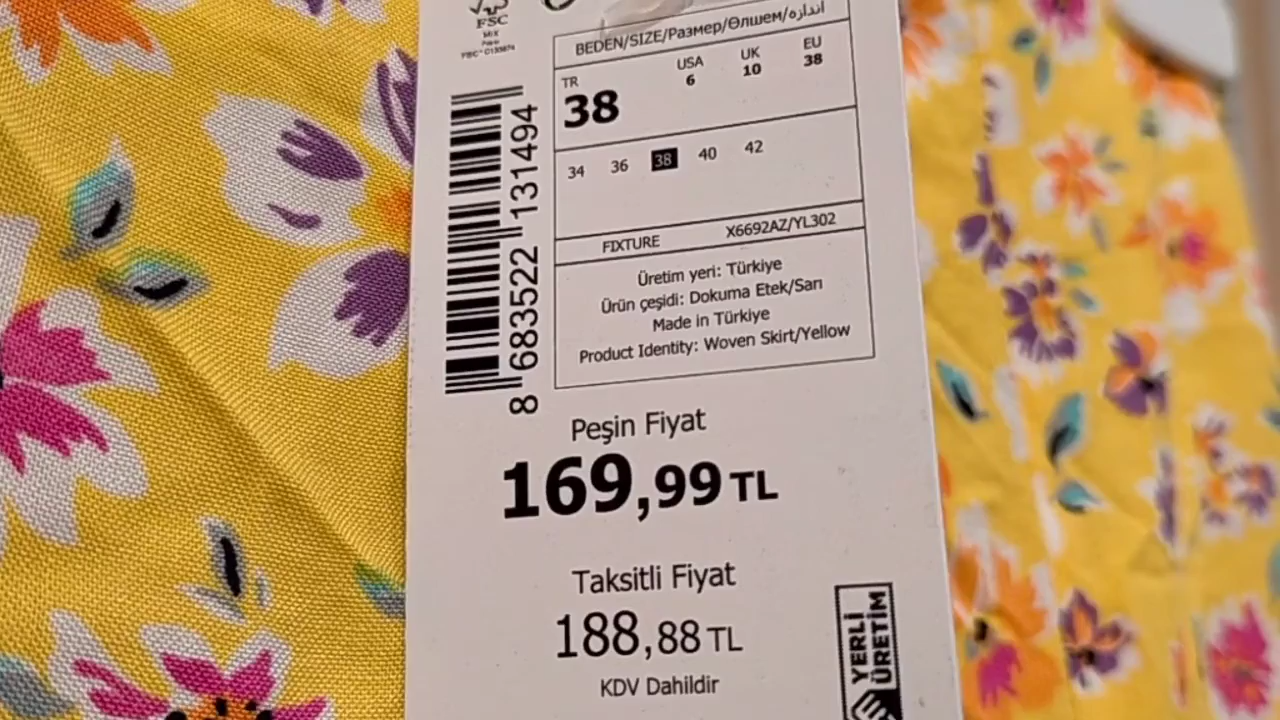 FSC
MIX
BEDEN/SIZE/Размер/Өлшем/اندازه
TR
USA
UK
EU
38
6
10
38
34 36 38 40 42
FIXTURE X6692AZ/YL302
Üretim yeri: Türkiye
Ürün çeşidi: Dokuma Etek/Sarı
Made in Türkiye
Product Identity: Woven Skirt/Yellow
8 683522 131494
Peşin Fiyat
169,99 TL
Taksitli Fiyat
188,88 TL
KDV Dahildir
YERLİ
ÜRETİM